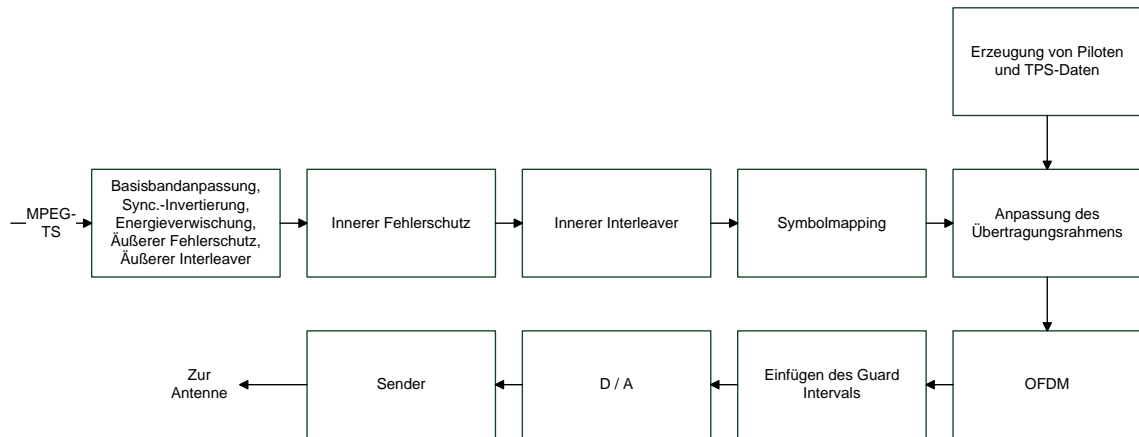 Erzeugung von Piloten
und TPS-Daten
MPEG-
TS
Basisbandanpassung,
Sync.-Invertierung,
Energieverwischung,
Äußerer Fehlerschutz,
Äußerer Interleaver
Innerer Fehlerschutz
Innerer Interleaver
Symbolmapping
Anpassung des
Übertragungsrahmens
Zur
Antenne
Sender
D / A
Einfügen des Guard
Intervals
OFDM